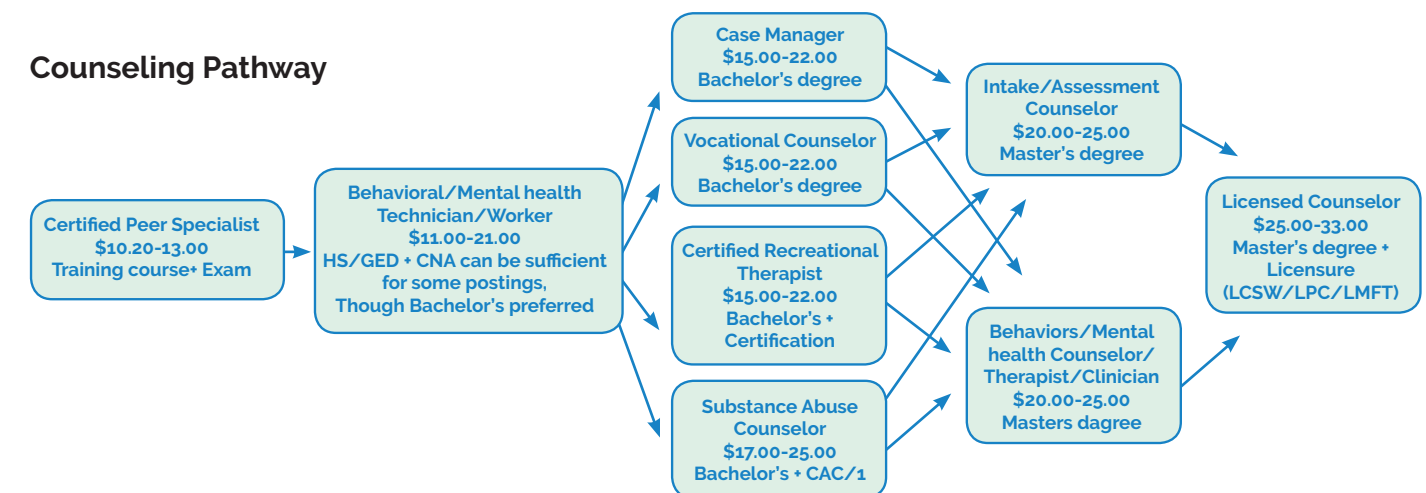 Counseling Pathway
Certified Peer Specialist
$10.20-13.00
Training course+ Exam
Behavioral/Mental health
Technician/Worker
$11.00-21.00
HS/GED + CNA can be sufficient
for some postings,
Though Bachelor's preferred
Case Manager
$15.00-22.00
Bachelor's degree
Vocational Counselor
$15.00-22.00
Bachelor's degree
Certified Recreational
Therapist
$15.00-22.00
Bachelor's +
Certification
Substance Abuse
Counselor
$17.00-25.00
Bachelor's + CAC/1
Intake/Assessment
Counselor
$20.00-25.00
Master's degree
Behaviors/Mental
health Counselor/
Therapist/Clinician
$20.00-25.00
Masters dagree
Licensed Counselor
$25.00-33.00
Master's degree +
Licensure
(LCSW/LPC/LMFT)